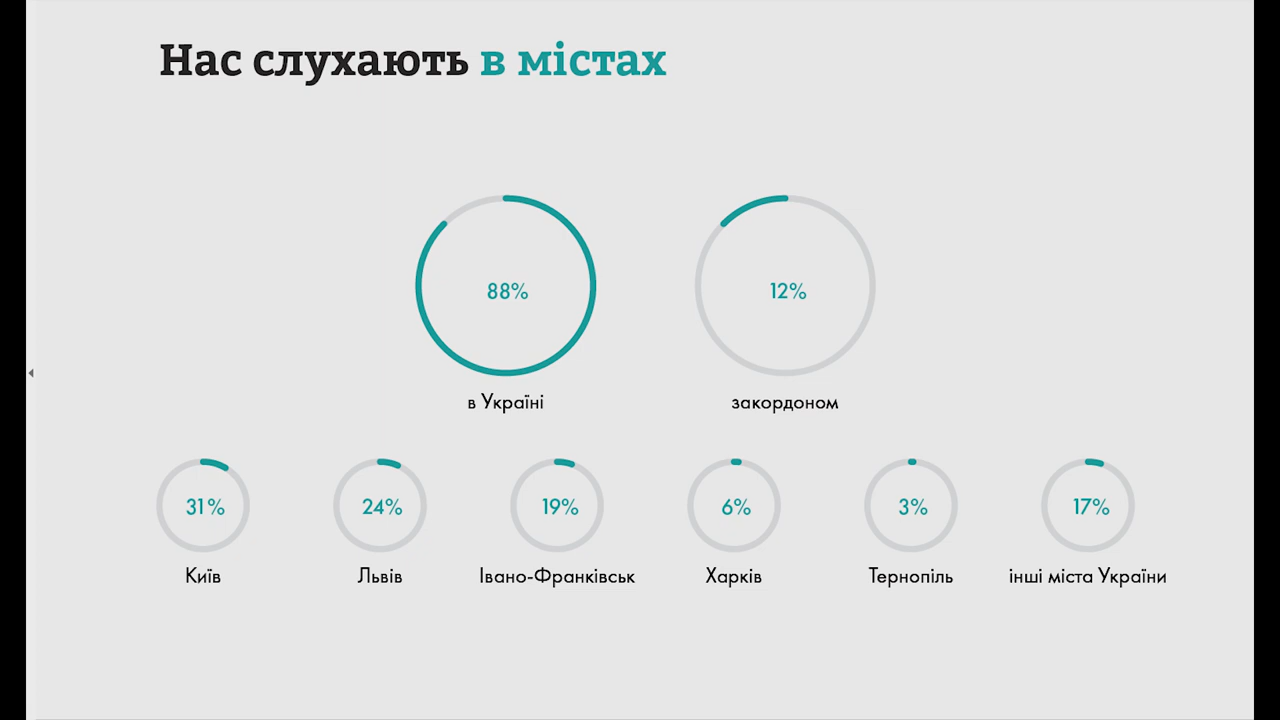 Нас слухають в містах
88%
12%
в Україні
закордоном
31%
24%
19%
6%
3%
17%
Київ
Львів
Івано-Франківськ
Харків
Тернопіль
інші міста України